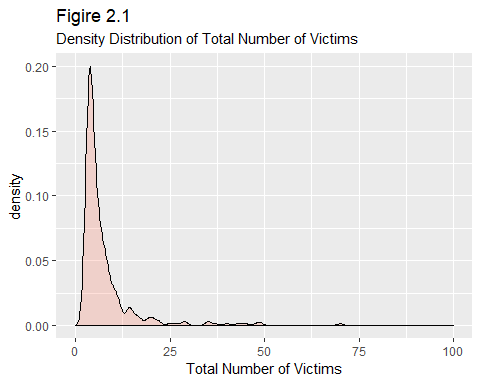 Figire 2.1
Density Distribution of Total Number of Victims
0.20
0.15
0.10
0.05
0.00
density
0 25 50 75 100
Total Number of Victims